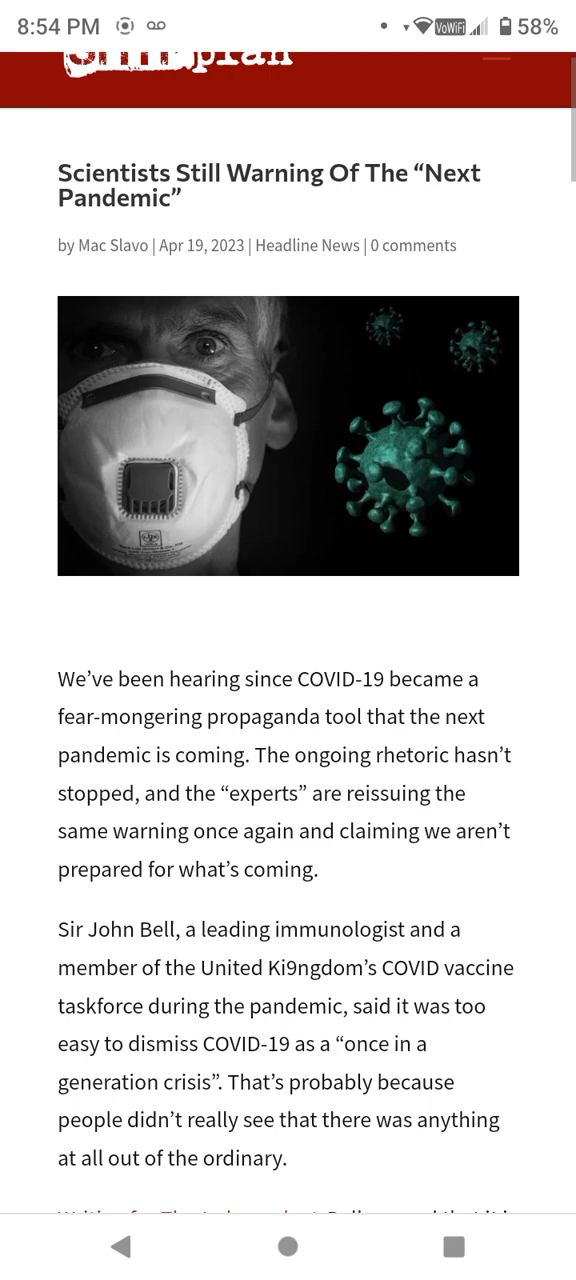 8:54 PM VoWiFi 58%
Scientists Still Warning Of The “Next
Pandemic”
by Mac Slavo | Apr 19, 2023 | Headline News | 0 comments
We’ve been hearing since COVID-19 became a
fear-mongering propaganda tool that the next
pandemic is coming. The ongoing rhetoric hasn’t
stopped, and the “experts” are reissuing the
same warning once again and claiming we aren’t
prepared for what’s coming.
Sir John Bell, a leading immunologist and a
member of the United Ki9ngdom’s COVID vaccine
taskforce during the pandemic, said it was too
easy to dismiss COVID-19 as a “once in a
generation crisis”. That’s probably because
people didn’t really see that there was anything
at all out of the ordinary.